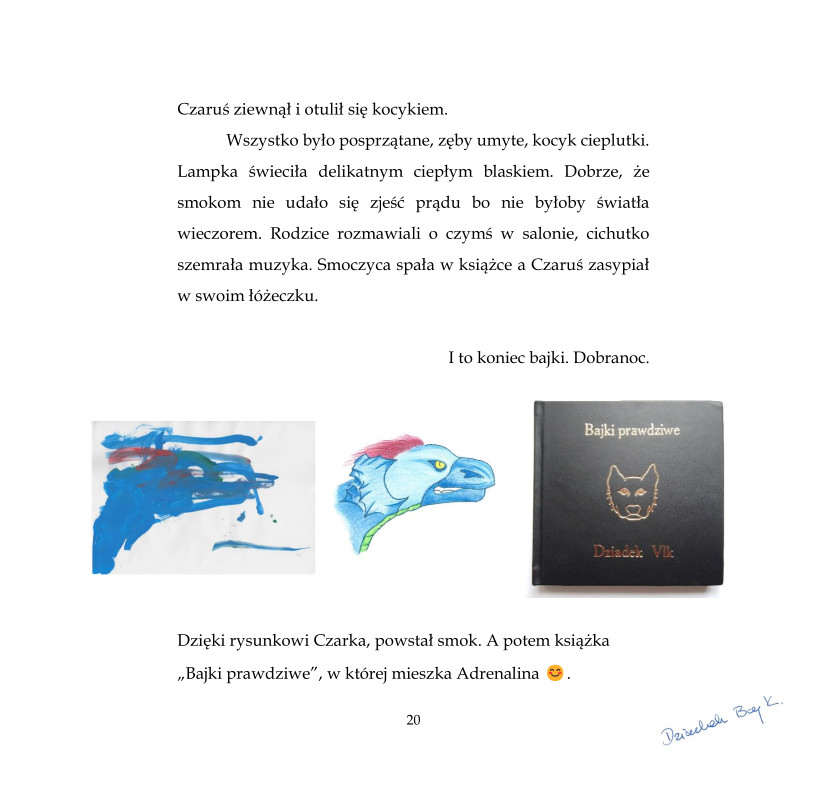 Czaruś ziewnął i otulił się kocykiem.
Wszystko było posprzątane, zęby umyte, kocyk cieplutki.
Lampka świeciła delikatnym ciepłym blaskiem. Dobrze, że
smokom nie udało się zjeść prądu bo nie byłoby światła
wieczorem. Rodzice rozmawiali o czymś w salonie, cichutko
szemrała muzyka. Smoczyca spała w książce a Czaruś zasypiał
w swoim łóżeczku.
I to koniec bajki. Dobranoc.
Bajki prawdziwe
Dziadek Vlk
Dzięki rysunkowi Czarka, powstał smok. A potem książka
„Bajki prawdziwe”, w której mieszka Adrenalina 😊.
20
Dziadek Baj K.